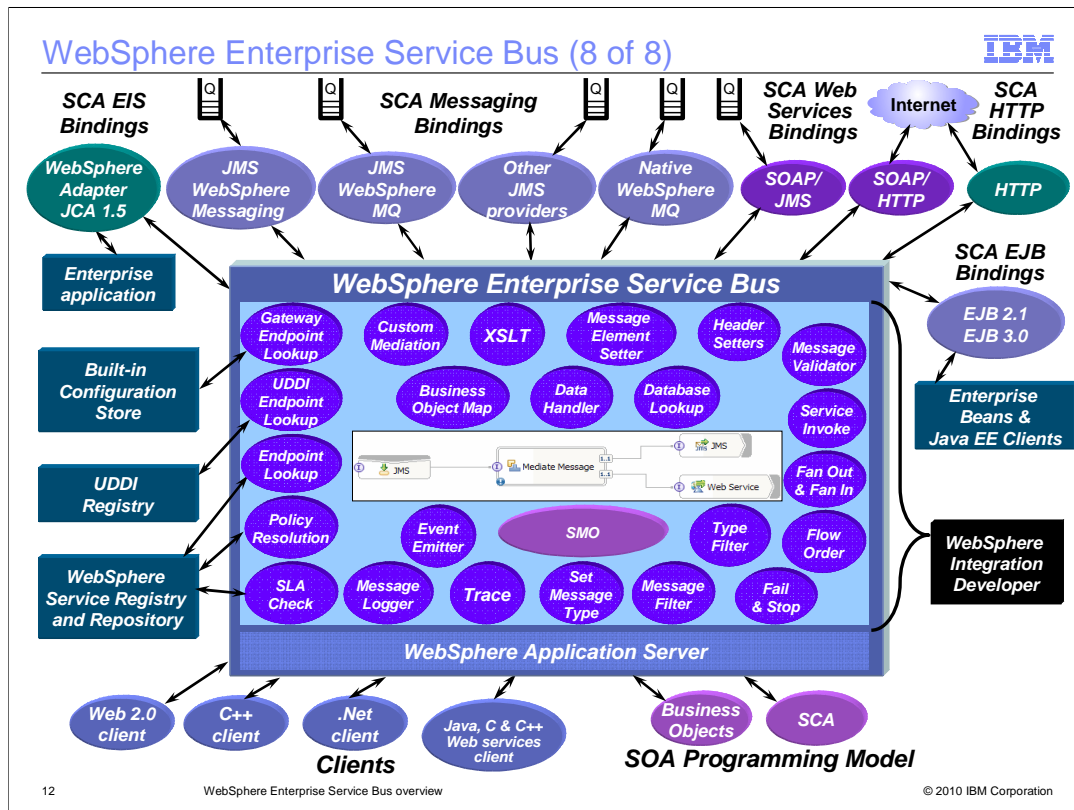 WebSphere Enterprise Service Bus (8 of 8)
IBM
Q
Q
Q
Q
Q
SCA EIS
Bindings
SCA Messaging
Bindings
SCA Web
Services
Bindings
Internet
SCA
HTTP
Bindings
WebSphere
Adapter
JCA 1.5
JMS
WebSphere
Messaging
JMS
WebSphere
MQ
Other
JMS
providers
Native
WebSphere
MQ
SOAP/
JMS
SOAP/
HTTP
HTTP
Enterprise
application
SCA EJB
Bindings
EJB 2.1
EJB 3.0
Enterprise
Beans &
Java EE Clients
WebSphere Enterprise Service Bus
Gateway
Endpoint
Lookup
Custom
Mediation
XSLT
Message
Element
Setter
Header
Setters
Message
Validator
Built-in
Configuration
Store
UDDI
Endpoint
Lookup
Business
Object Map
Data
Handler
Database
Lookup
Service
Invoke
UDDI
Registry
Endpoint
Lookup
JMS
Mediate Message
1..1
1..1
JMS
JMS
Web Service
Fan Out
& Fan In
Policy
Resolution
Event
Emitter
SMO
Type
Filter
Flow
Order
WebSphere
Integration
Developer
WebSphere
Service Registry
and Repository
SLA
Check
Message
Logger
Trace
Set
Message
Type
Message
Filter
Fail
& Stop
WebSphere Application Server
Web 2.0
client
C++
client
.Net
client
Java, C & C++
Web services
client
Business
Objects
SCA
Clients
SOA Programming Model
12
WebSphere Enterprise Service Bus overview
© 2010 IBM Corporation